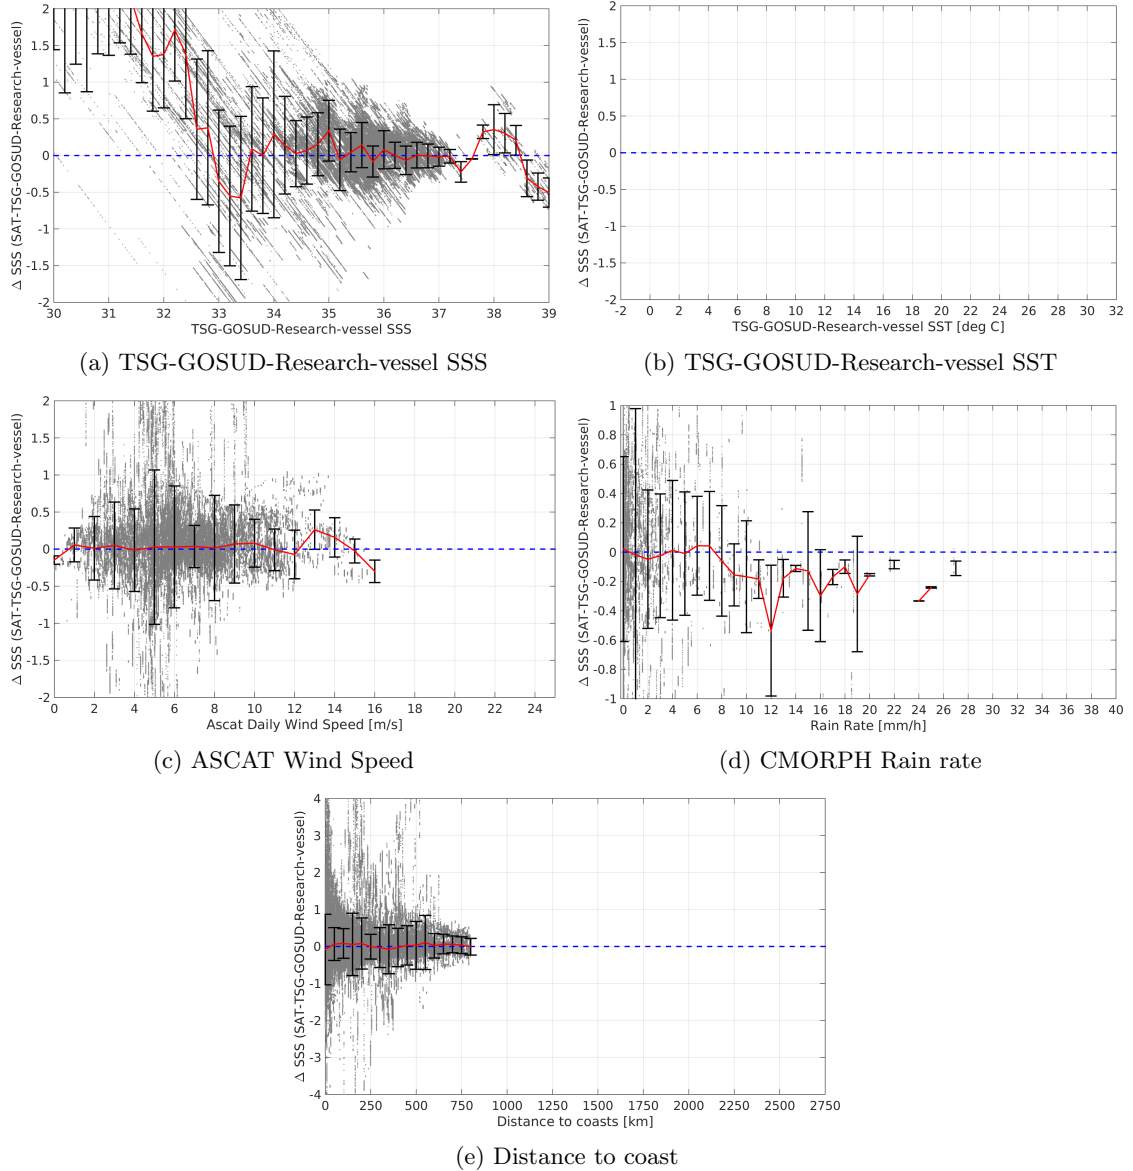 2
1.5
1
0.5
0
-0.5
-1
-1.5
-2
Δ SSS (SAT-TSG-GOSUD-Research-vessel)
30 31 32 33 34 35 36 37 38 39
TSG-GOSUD-Research-vessel SSS
(a) TSG-GOSUD-Research-vessel SSS
2
1.5
1
0.5
0
-0.5
-1
-1.5
-2
Δ SSS (SAT-TSG-GOSUD-Research-vessel)
-2 0 2 4 6 8 10 12 14 16 18 20 22 24 26 28 30 32
TSG-GOSUD-Research-vessel SST [deg C]
(b) TSG-GOSUD-Research-vessel SST
2
1.5
1
0.5
0
-0.5
-1
-1.5
-2
Δ SSS (SAT-TSG-GOSUD-Research-vessel)
0 2 4 6 8 10 12 14 16 18 20 22 24
Ascat Daily Wind Speed [m/s]
(c) ASCAT Wind Speed
1
0.8
0.6
0.4
0.2
0
-0.2
-0.4
-0.6
-0.8
-1
Δ SSS (SAT-TSG-GOSUD-Research-vessel)
0 2 4 6 8 10 12 14 16 18 20 22 24 26 28 30 32 34 36 38 40
Rain Rate [mm/h]
(d) CMORPH Rain rate
4
3
2
1
0
-1
-2
-3
-4
Δ SSS (SAT-TSG-GOSUD-Research-vessel)
0 250 500 750 1000 1250 1500 1750 2000 2250 2500 2750
Distance to coasts [km]
(e) Distance to coast